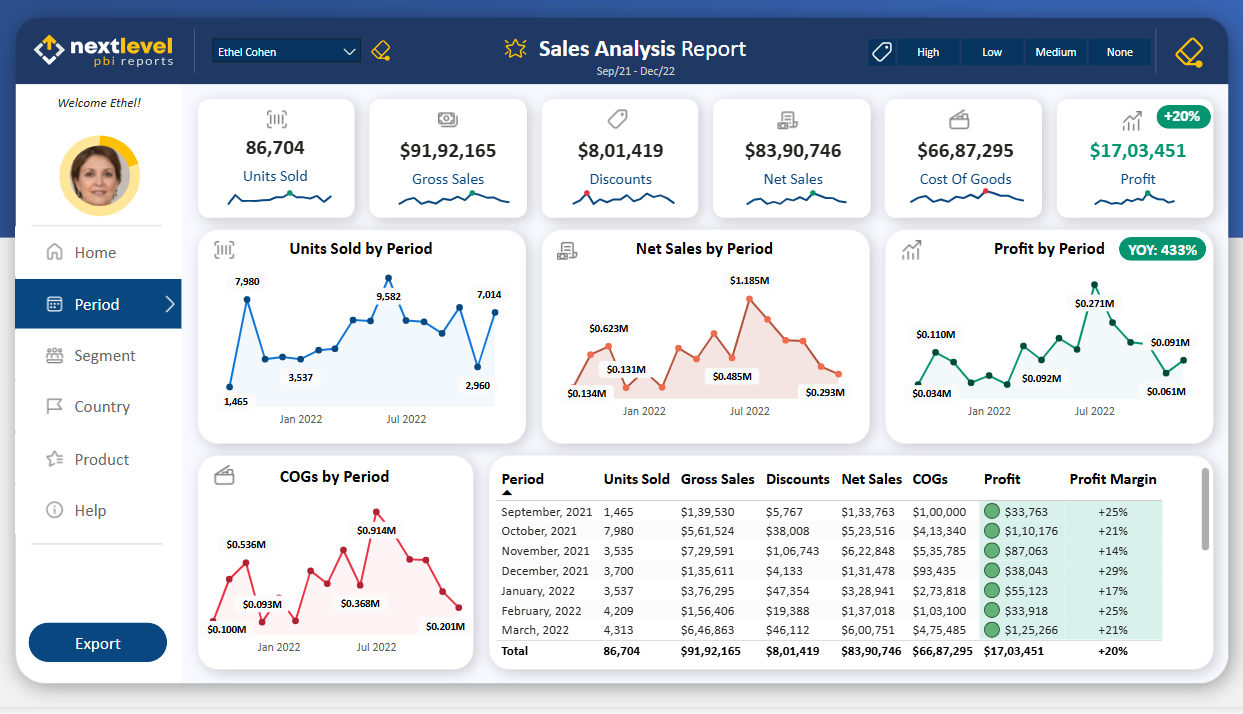 nextlevel
pbi reports
Ethel Cohen
Sales Analysis Report
Sep/21 - Dec/22
High
Low
Medium
None
Welcome Ethel!
Home
Period
Segment
Country
Product
Help
Export
86,704
Units Sold
$91,92,165
Gross Sales
$8,01,419
Discounts
$83,90,746
Net Sales
$66,87,295
Cost Of Goods
+20%
$17,03,451
Profit
Units Sold by Period
7,980
9,582
7,014
3,537
2,960
1,465
Jan 2022
Jul 2022
Net Sales by Period
$1.185M
$0.623M
$0.131M
$0.485M
$0.134M
$0.293M
Jan 2022
Jul 2022
Profit by Period
YOY: 433%
$0.271M
$0.110M
$0.091M
$0.092M
$0.034M
$0.061M
Jan 2022
Jul 2022
COGs by Period
$0.914M
$0.536M
$0.093M
$0.368M
$0.100M
$0.201M
Jan 2022
Jul 2022
Period Units Sold Gross Sales Discounts Net Sales COGs Profit Profit Margin
September, 2021 1,465 $1,39,530 $5,767 $1,33,763 $1,00,000 $33,763 +25%
October, 2021 7,980 $5,61,524 $38,008 $5,23,516 $4,13,340 $1,10,176 +21%
November, 2021 3,535 $7,29,591 $1,06,743 $6,22,848 $5,35,785 $87,063 +14%
December, 2021 3,700 $1,35,611 $4,133 $1,31,478 $93,435 $38,043 +29%
January, 2022 3,537 $3,76,295 $47,354 $3,28,941 $2,73,818 $55,123 +17%
February, 2022 4,209 $1,56,406 $19,388 $1,37,018 $1,03,100 $33,918 +25%
March, 2022 4,313 $6,46,863 $46,112 $6,00,751 $4,75,485 $1,25,266 +21%
Total 86,704 $91,92,165 $8,01,419 $83,90,746 $66,87,295 $17,03,451 +20%